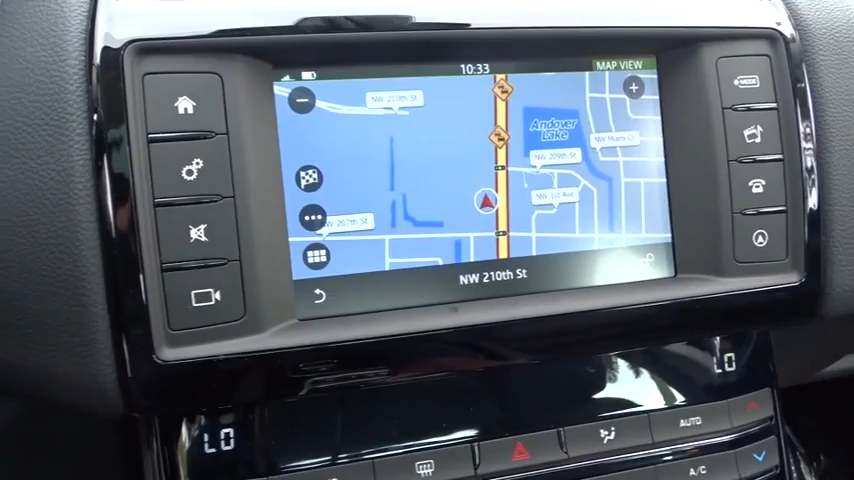 10:33
MAP VIEW
MODE
NW 210th St
Andover
Lake
NW Miami Ct
NW 209th St
NW 1st Ave
NW 207th St
NW 210th St
LO
LO
AUTO
A/C